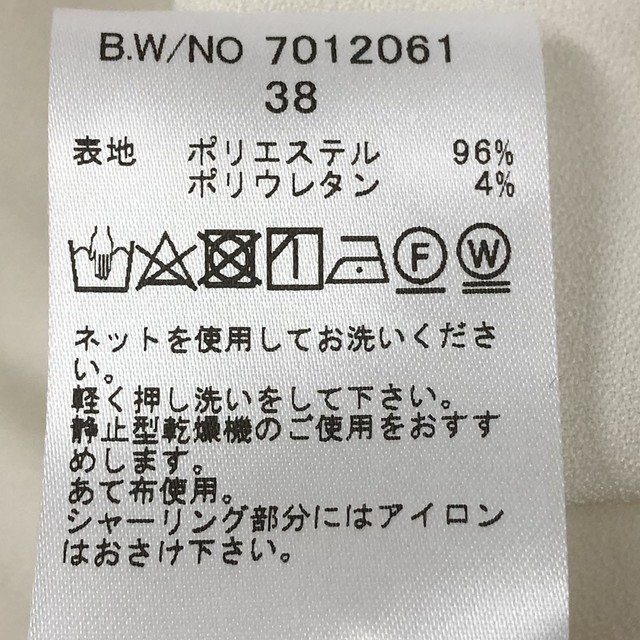 B.W/NO 7012061
38
表地 ポリエステル 96%
ポリウレタン 4%
F W
ネットを使用してお洗いくださ
い。
軽く押し洗いをして下さい。
静止型乾燥機のご使用をおすす
めします。
あて布使用。
シャーリング部分にはアイロン
はおさけ下さい。